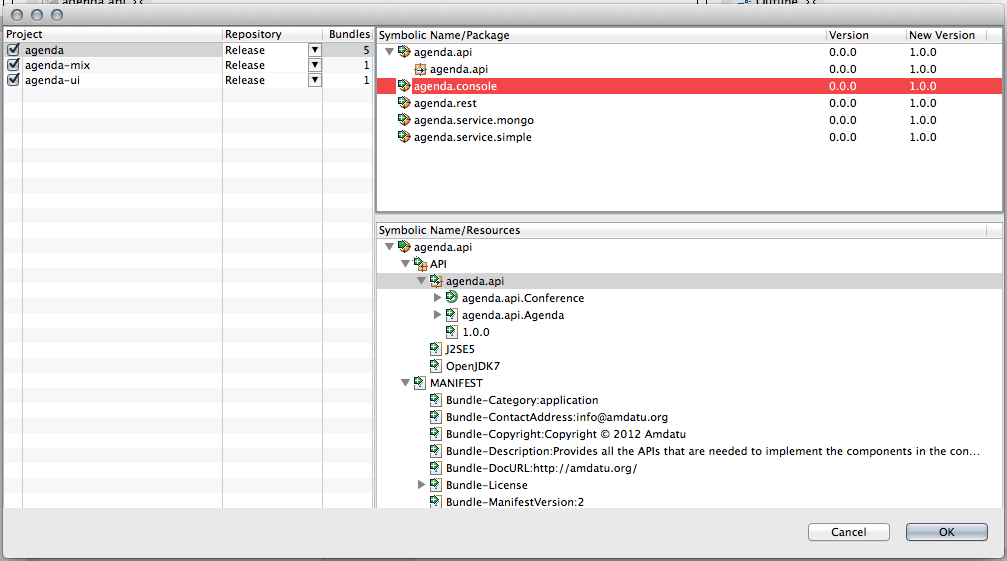 agenda.api
Outline
Project Repository Bundles
agenda Release 5
agenda-mix Release 1
agenda-ui Release 1
Symbolic Name/Package Version New Version
agenda.api 0.0.0 1.0.0
agenda.api
agenda.console 0.0.0 1.0.0
agenda.rest 0.0.0 1.0.0
agenda.service.mongo 0.0.0 1.0.0
agenda.service.simple 0.0.0 1.0.0
Symbolic Name/Resources
agenda.api
API
agenda.api
agenda.api.Conference
agenda.api.Agenda
1.0.0
J2SE5
OpenJDK7
MANIFEST
Bundle-Category:application
Bundle-ContactAddress:info@amdatu.org
Bundle-Copyright:Copyright © 2012 Amdatu
Bundle-Description:Provides all the APIs that are needed to implement the components in the con...
Bundle-DocURL:http://amdatu.org/
Bundle-License
Bundle-ManifestVersion:2
Cancel OK